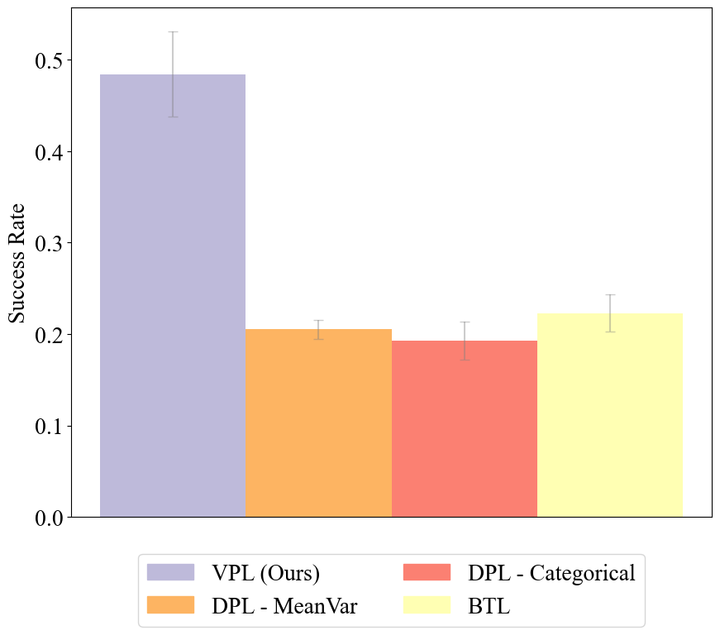 Success Rate
0.5
0.4
0.3
0.2
0.1
0.0
VPL (Ours)
DPL - Categorical
DPL - MeanVar
BTL